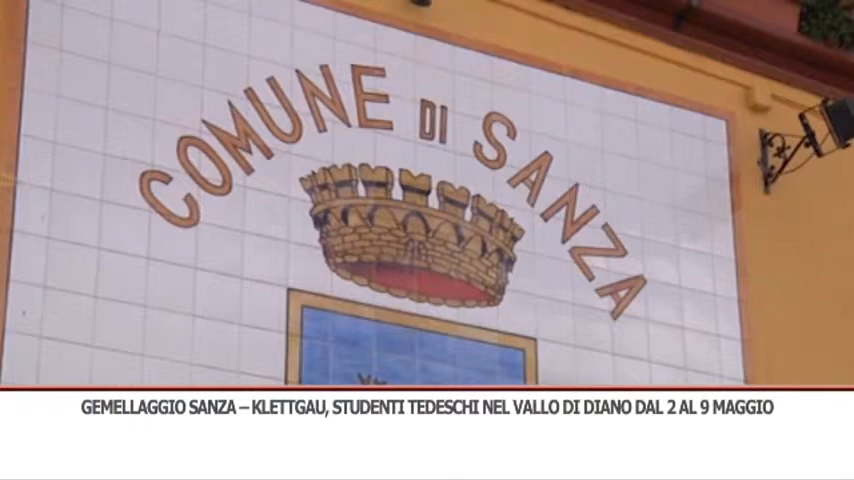 COMUNE DI SANZA
GEMELLAGGIO SANZA – KLETTGAU, STUDENTI TEDESCHI NEL VALLO DI DIANO DAL 2 AL 9 MAGGIO